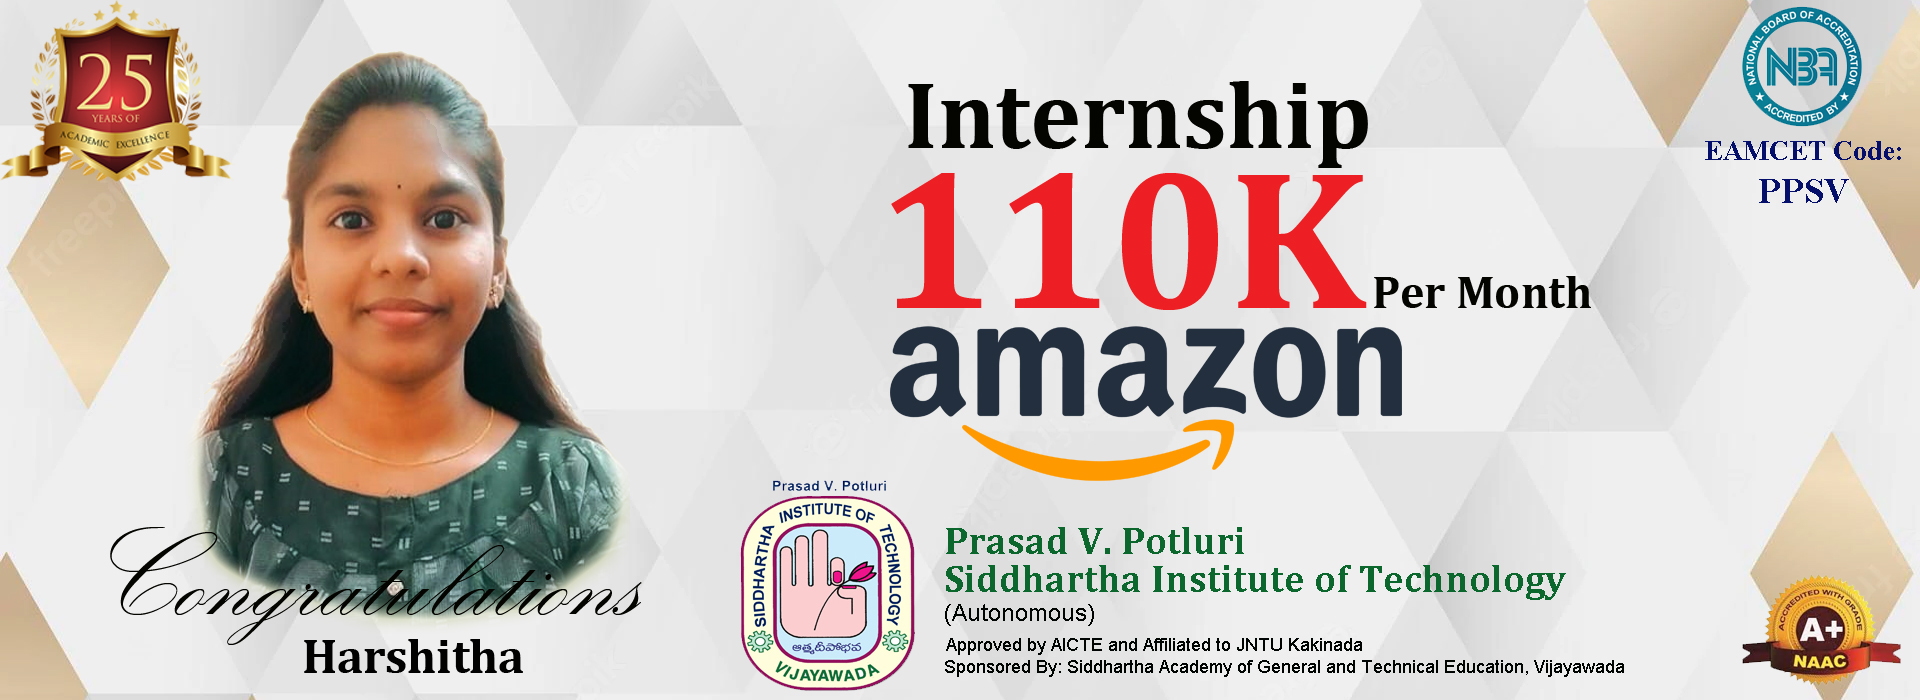 25
YEARS OF
ACADEMIC EXCELLENCE
Internship
110K Per Month
amazon
NATIONAL BOARD OF ACCREDITATION
NBA
★ ACCREDITED BY ★
EAMCET Code:
PPSV
Congratulations
Harshitha
Prasad V. Potluri
SIDDHARTHA INSTITUTE OF TECHNOLOGY
ఆత్మదీపోభవ
VIJAYAWADA
Prasad V. Potluri
Siddhartha Institute of Technology
(Autonomous)
Approved by AICTE and Affiliated to JNTU Kakinada
Sponsored By: Siddhartha Academy of General and Technical Education, Vijayawada
ACCREDITED WITH GRADE
A+
NAAC